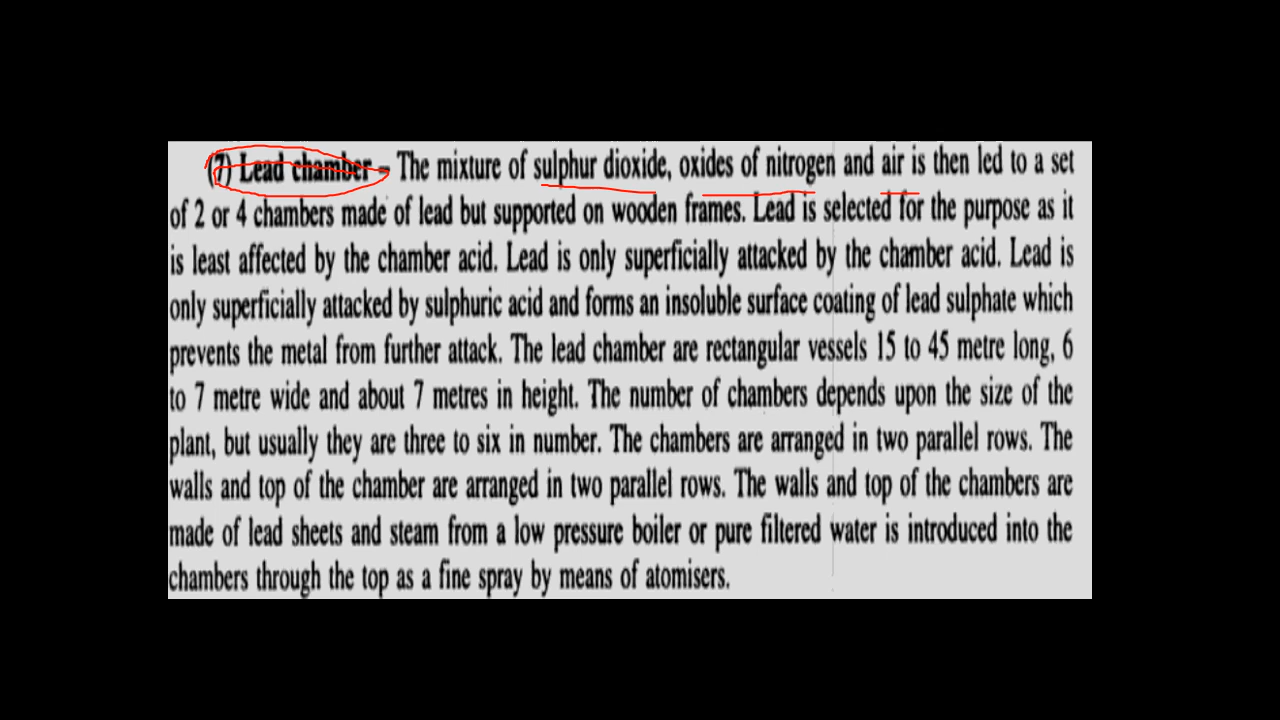 (7) Lead chamber – The mixture of sulphur dioxide, oxides of nitrogen and air is then led to a set
of 2 or 4 chambers made of lead but supported on wooden frames. Lead is selected for the purpose as it
is least affected by the chamber acid. Lead is only superficially attacked by the chamber acid. Lead is
only superficially attacked by sulphuric acid and forms an insoluble surface coating of lead sulphate which
prevents the metal from further attack. The lead chamber are rectangular vessels 15 to 45 metre long, 6
to 7 metre wide and about 7 metres in height. The number of chambers depends upon the size of the
plant, but usually they are three to six in number. The chambers are arranged in two parallel rows. The
walls and top of the chamber are arranged in two parallel rows. The walls and top of the chambers are
made of lead sheets and steam from a low pressure boiler or pure filtered water is introduced into the
chambers through the top as a fine spray by means of atomisers.